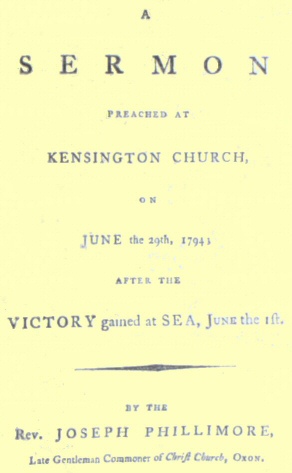 A
SERMON
PREACHED AT
KENSINGTON CHURCH,
ON
JUNE the 29th, 1794;
AFTER THE
VICTORY gained at SEA, JUNE the 1ſt.
BY THE
Rev. JOSEPH PHILLIMORE,
Late Gentleman Commoner of Chriſt Church, OXON.